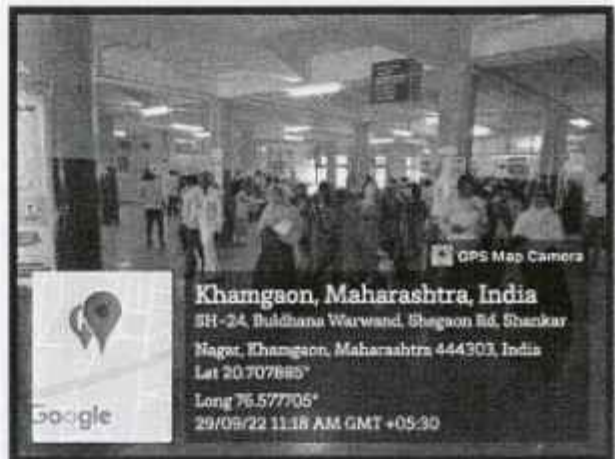 GPS Map Camera
Khamgaon, Maharashtra, India
SH-24, Buldhana Warwand, Shegaon Rd, Shankar
Nagar, Khamgaon, Maharashtra 444303, India
Lat 20.707885°
Long 76.577705°
29/09/22 11:18 AM GMT +05:30
Google